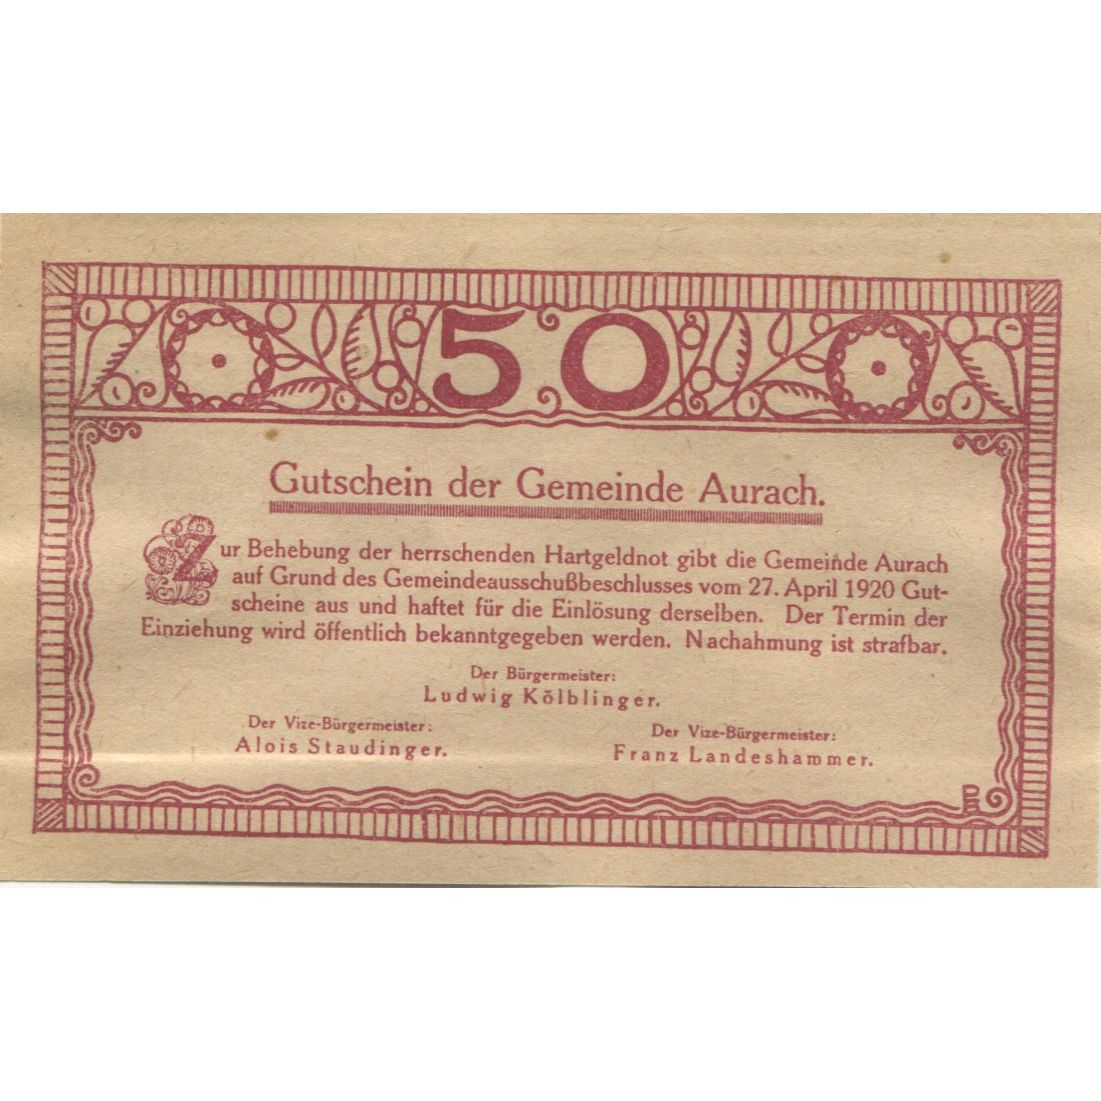 50
Gutschein der Gemeinde Aurach.
Zur Behebung der herrschenden Hartgeldnot gibt die Gemeinde Aurach
auf Grund des Gemeindeausschußbeschlusses vom 27. April 1920 Gut-
scheine aus und haftet für die Einlösung derselben. Der Termin der
Einziehung wird öffentlich bekanntgegeben werden. Nachahmung ist strafbar.
Der Bürgermeister:
Ludwig Kölblinger.
Der Vize-Bürgermeister:
Alois Staudinger.
Der Vize-Bürgermeister:
Franz Landeshammer.